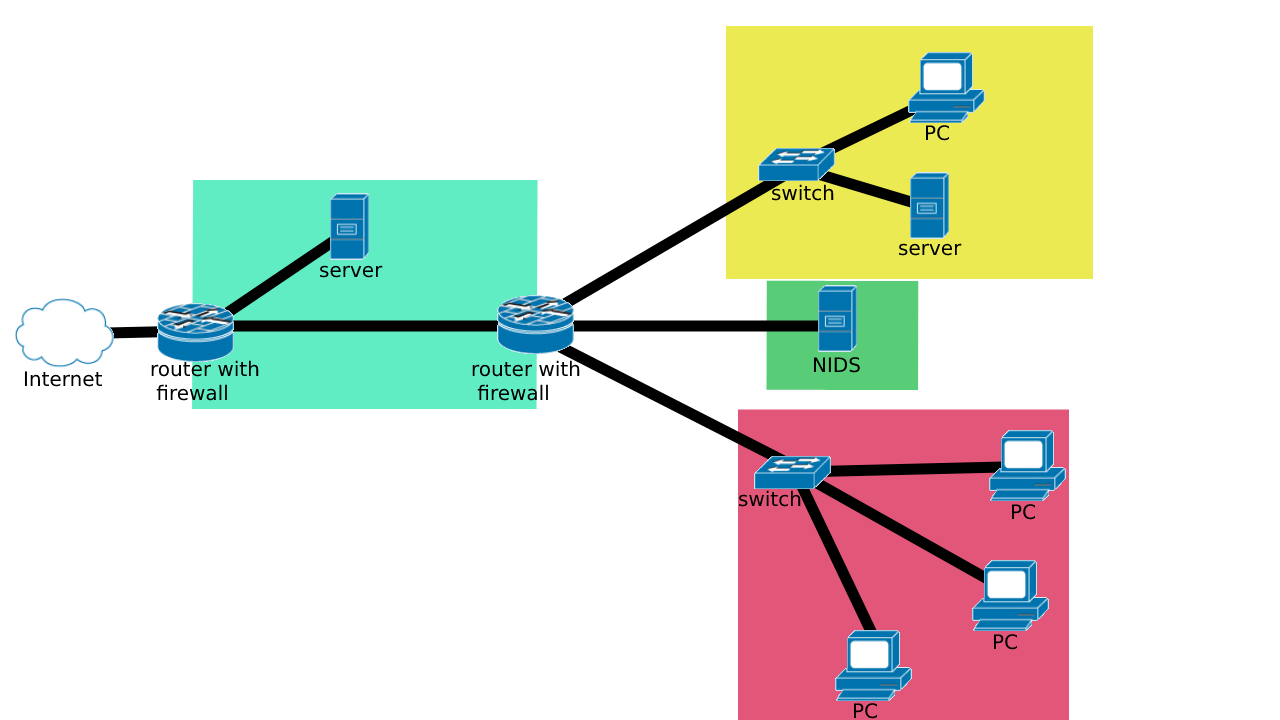 PC
switch
server
server
Internet
router with
firewall
router with
firewall
NIDS
switch
PC
PC
PC